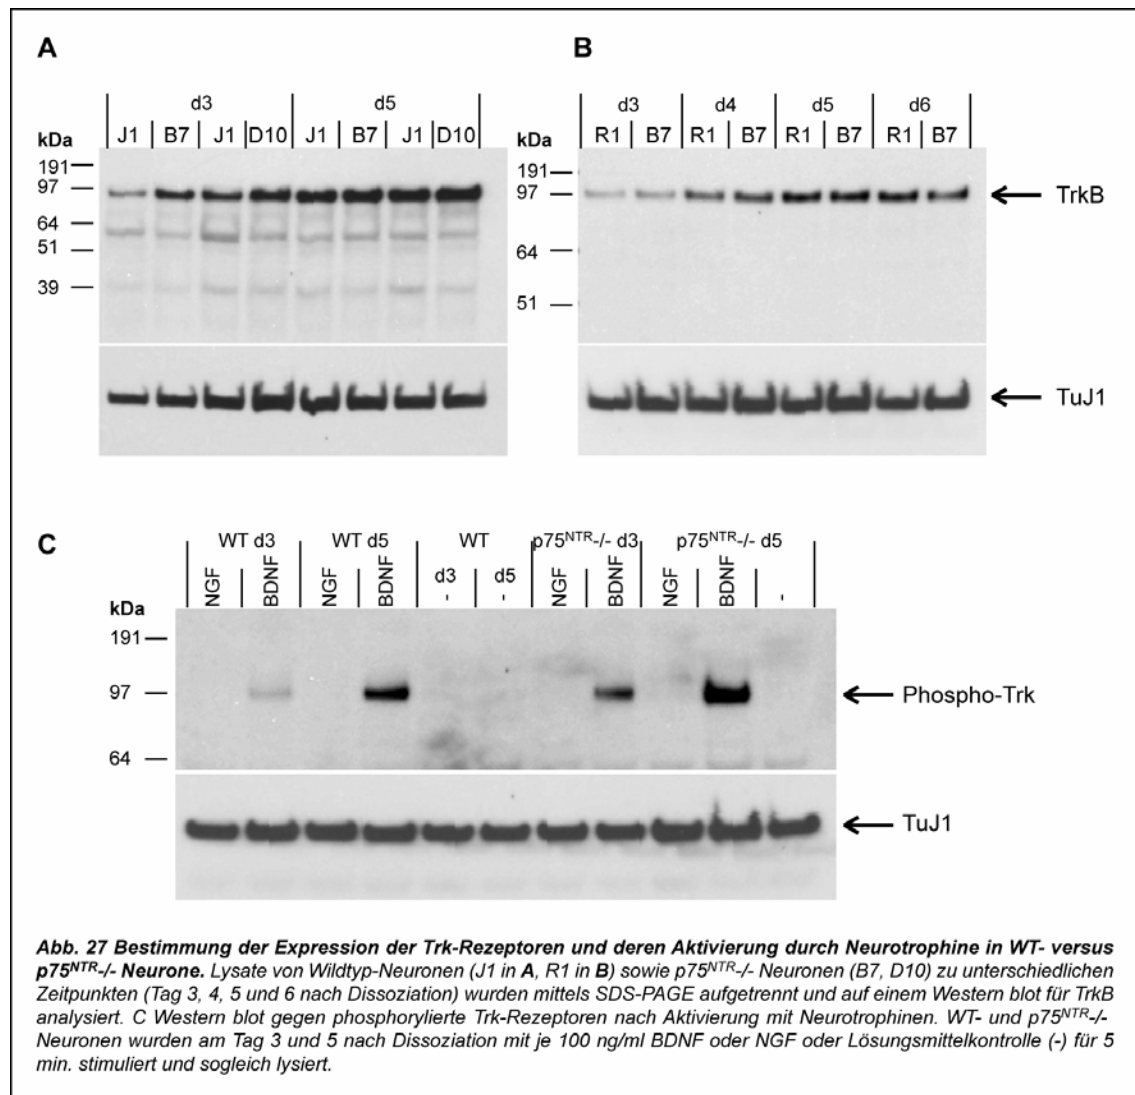 A
B
d3 d5
kDa J1 B7 J1 D10 J1 B7 J1 D10
191
97
64
51
39
d3 d4 d5 d6
R1 B7 R1 B7 R1 B7 R1 B7
191
97
64
51
TrkB
TuJ1
C
WT d3 WT d5 WT p75NTR-/- d3 p75NTR-/- d5
NGF BDNF NGF BDNF d3 - d5 - NGF BDNF NGF BDNF -
kDa
191
97
64
Phospho-Trk
TuJ1
Abb. 27 Bestimmung der Expression der Trk-Rezeptoren und deren Aktivierung durch Neurotrophine in WT- versus
p75NTR-/- Neurone. Lysate von Wildtyp-Neuronen (J1 in A, R1 in B) sowie p75NTR-/- Neuronen (B7, D10) zu unterschiedlichen
Zeitpunkten (Tag 3, 4, 5 und 6 nach Dissoziation) wurden mittels SDS-PAGE aufgetrennt und auf einem Western blot für TrkB
analysiert. C Western blot gegen phosphorylierte Trk-Rezeptoren nach Aktivierung mit Neurotrophinen. WT- und p75NTR-/-
Neuronen wurden am Tag 3 und 5 nach Dissoziation mit je 100 ng/ml BDNF oder NGF oder Lösungsmittelkontrolle (-) für 5
min. stimuliert und sogleich lysiert.